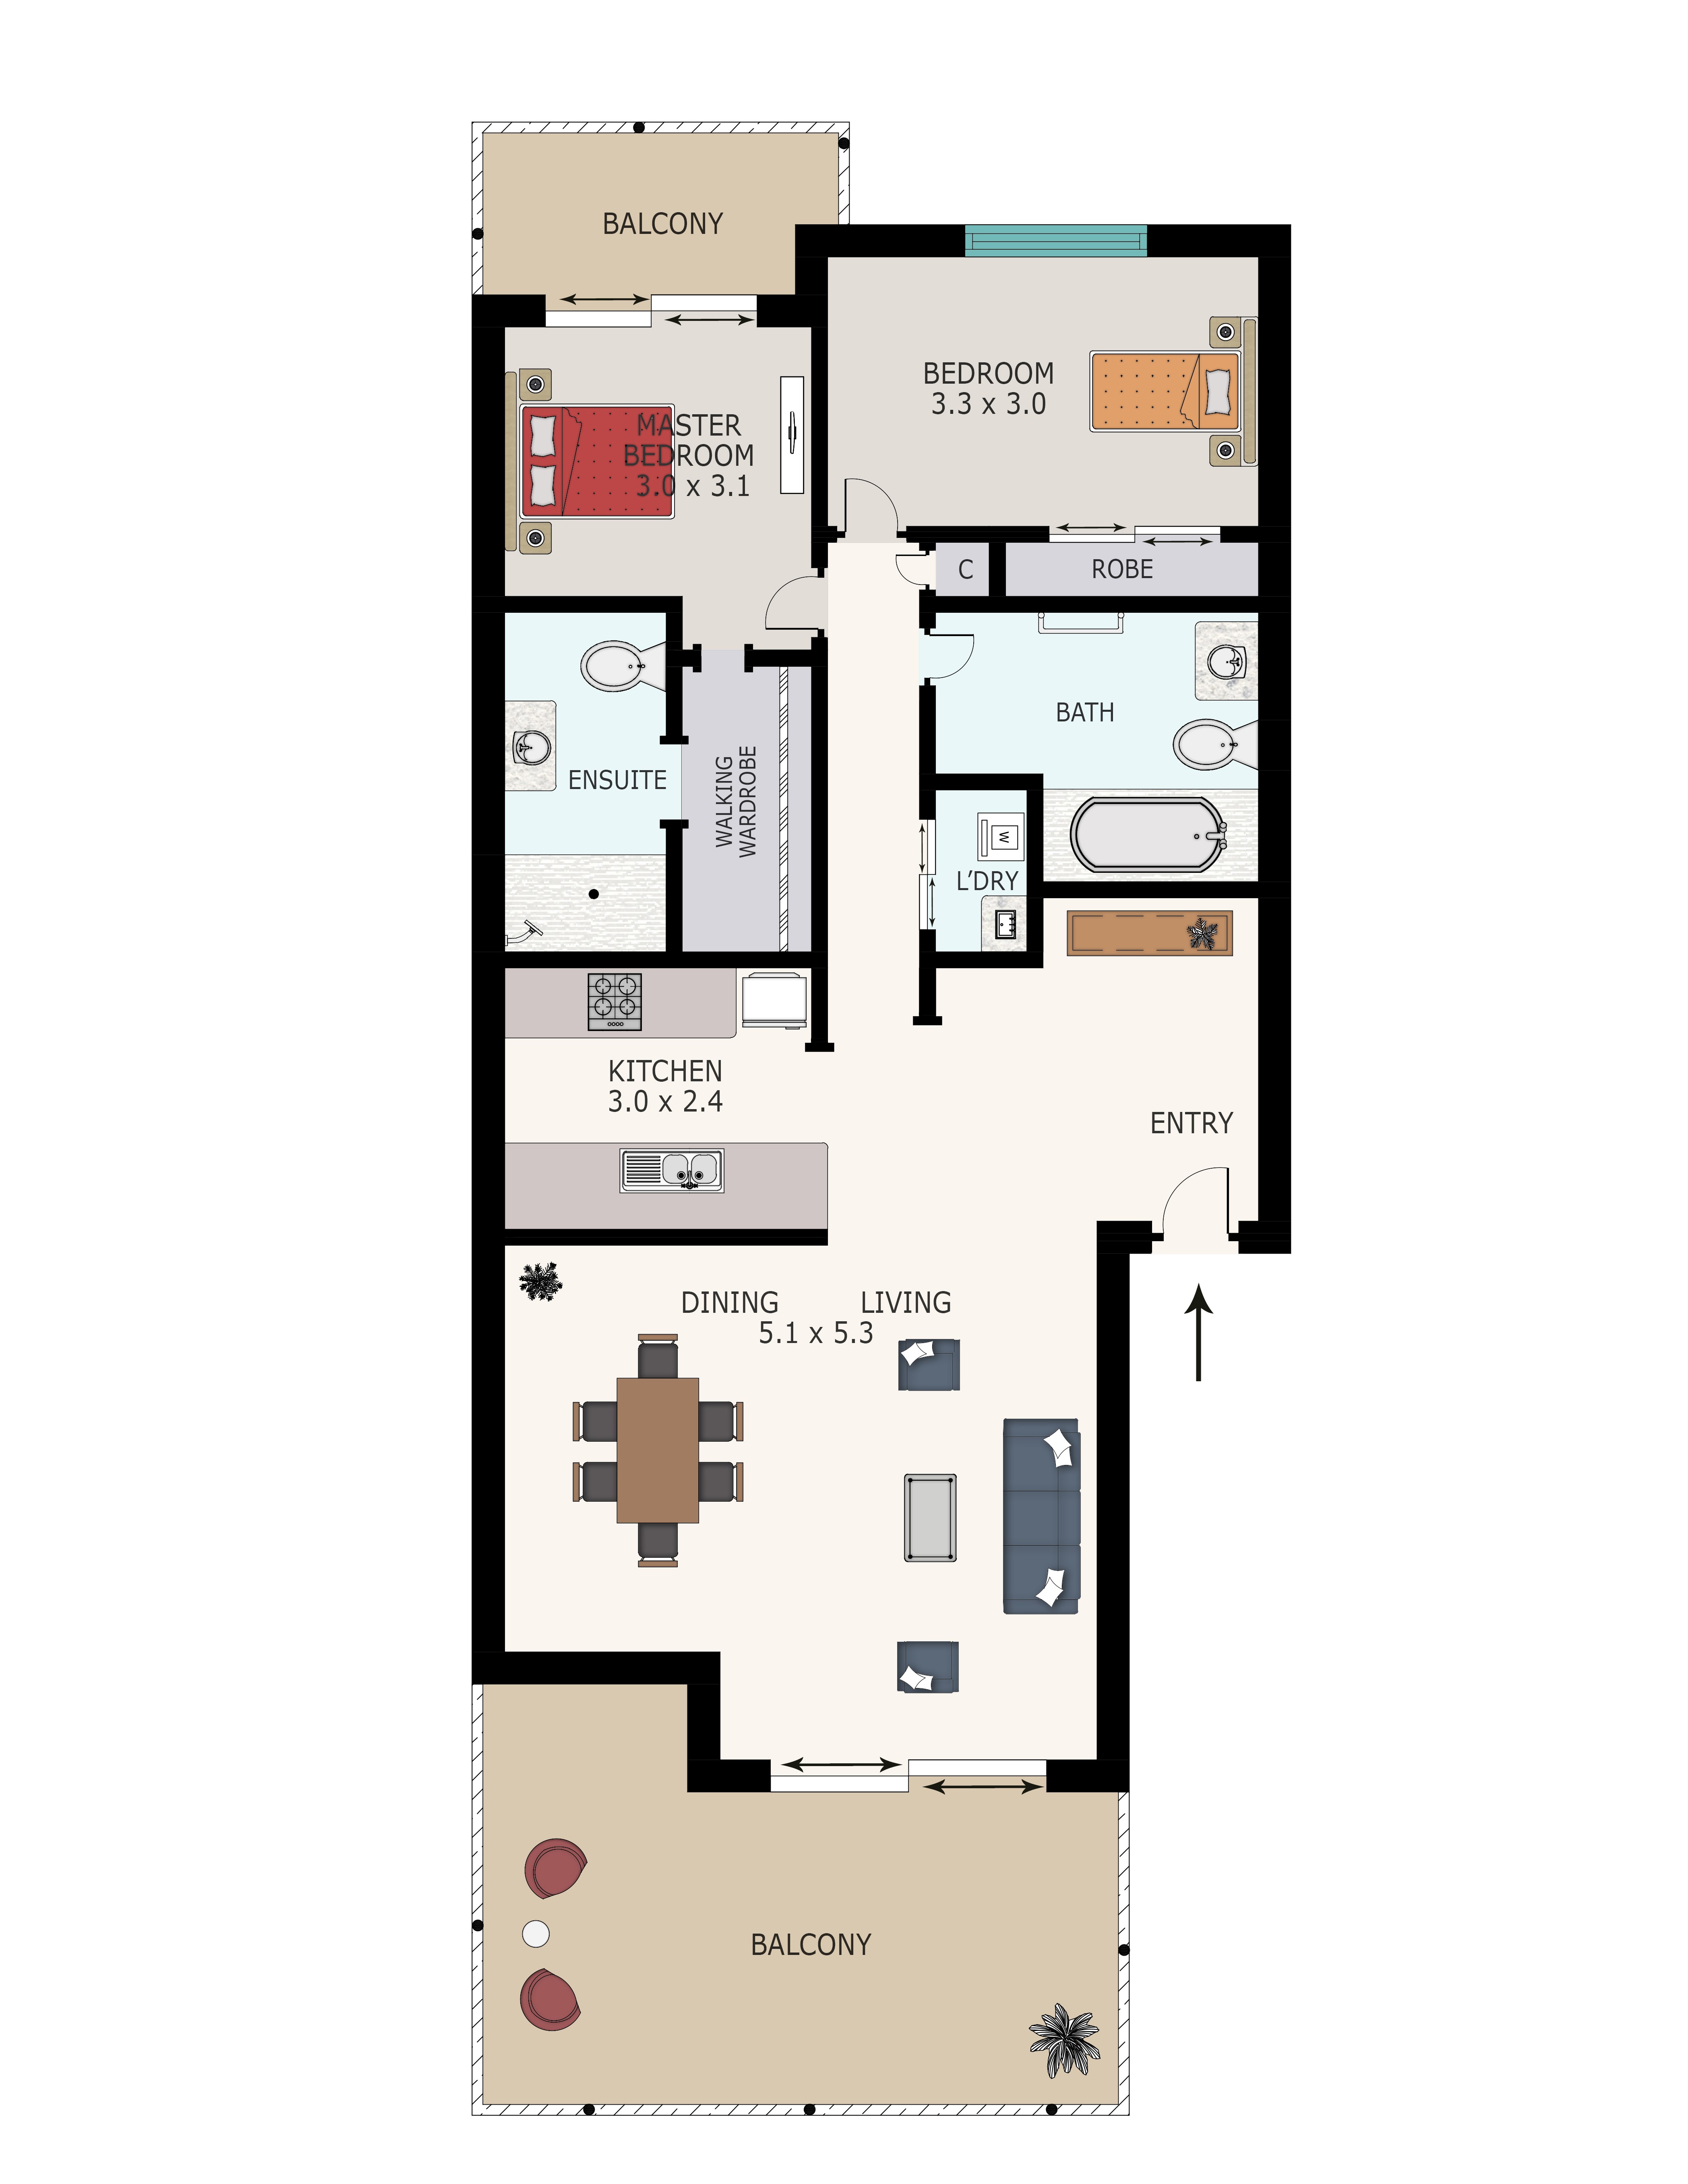 BALCONY
BEDROOM
3.3 x 3.0
MASTER
BEDROOM
3.0 x 3.1
C
ROBE
BATH
ENSUITE
WALKING
WARDROBE
W
L'DRY
KITCHEN
3.0 x 2.4
ENTRY
DINING LIVING
5.1 x 5.3
BALCONY